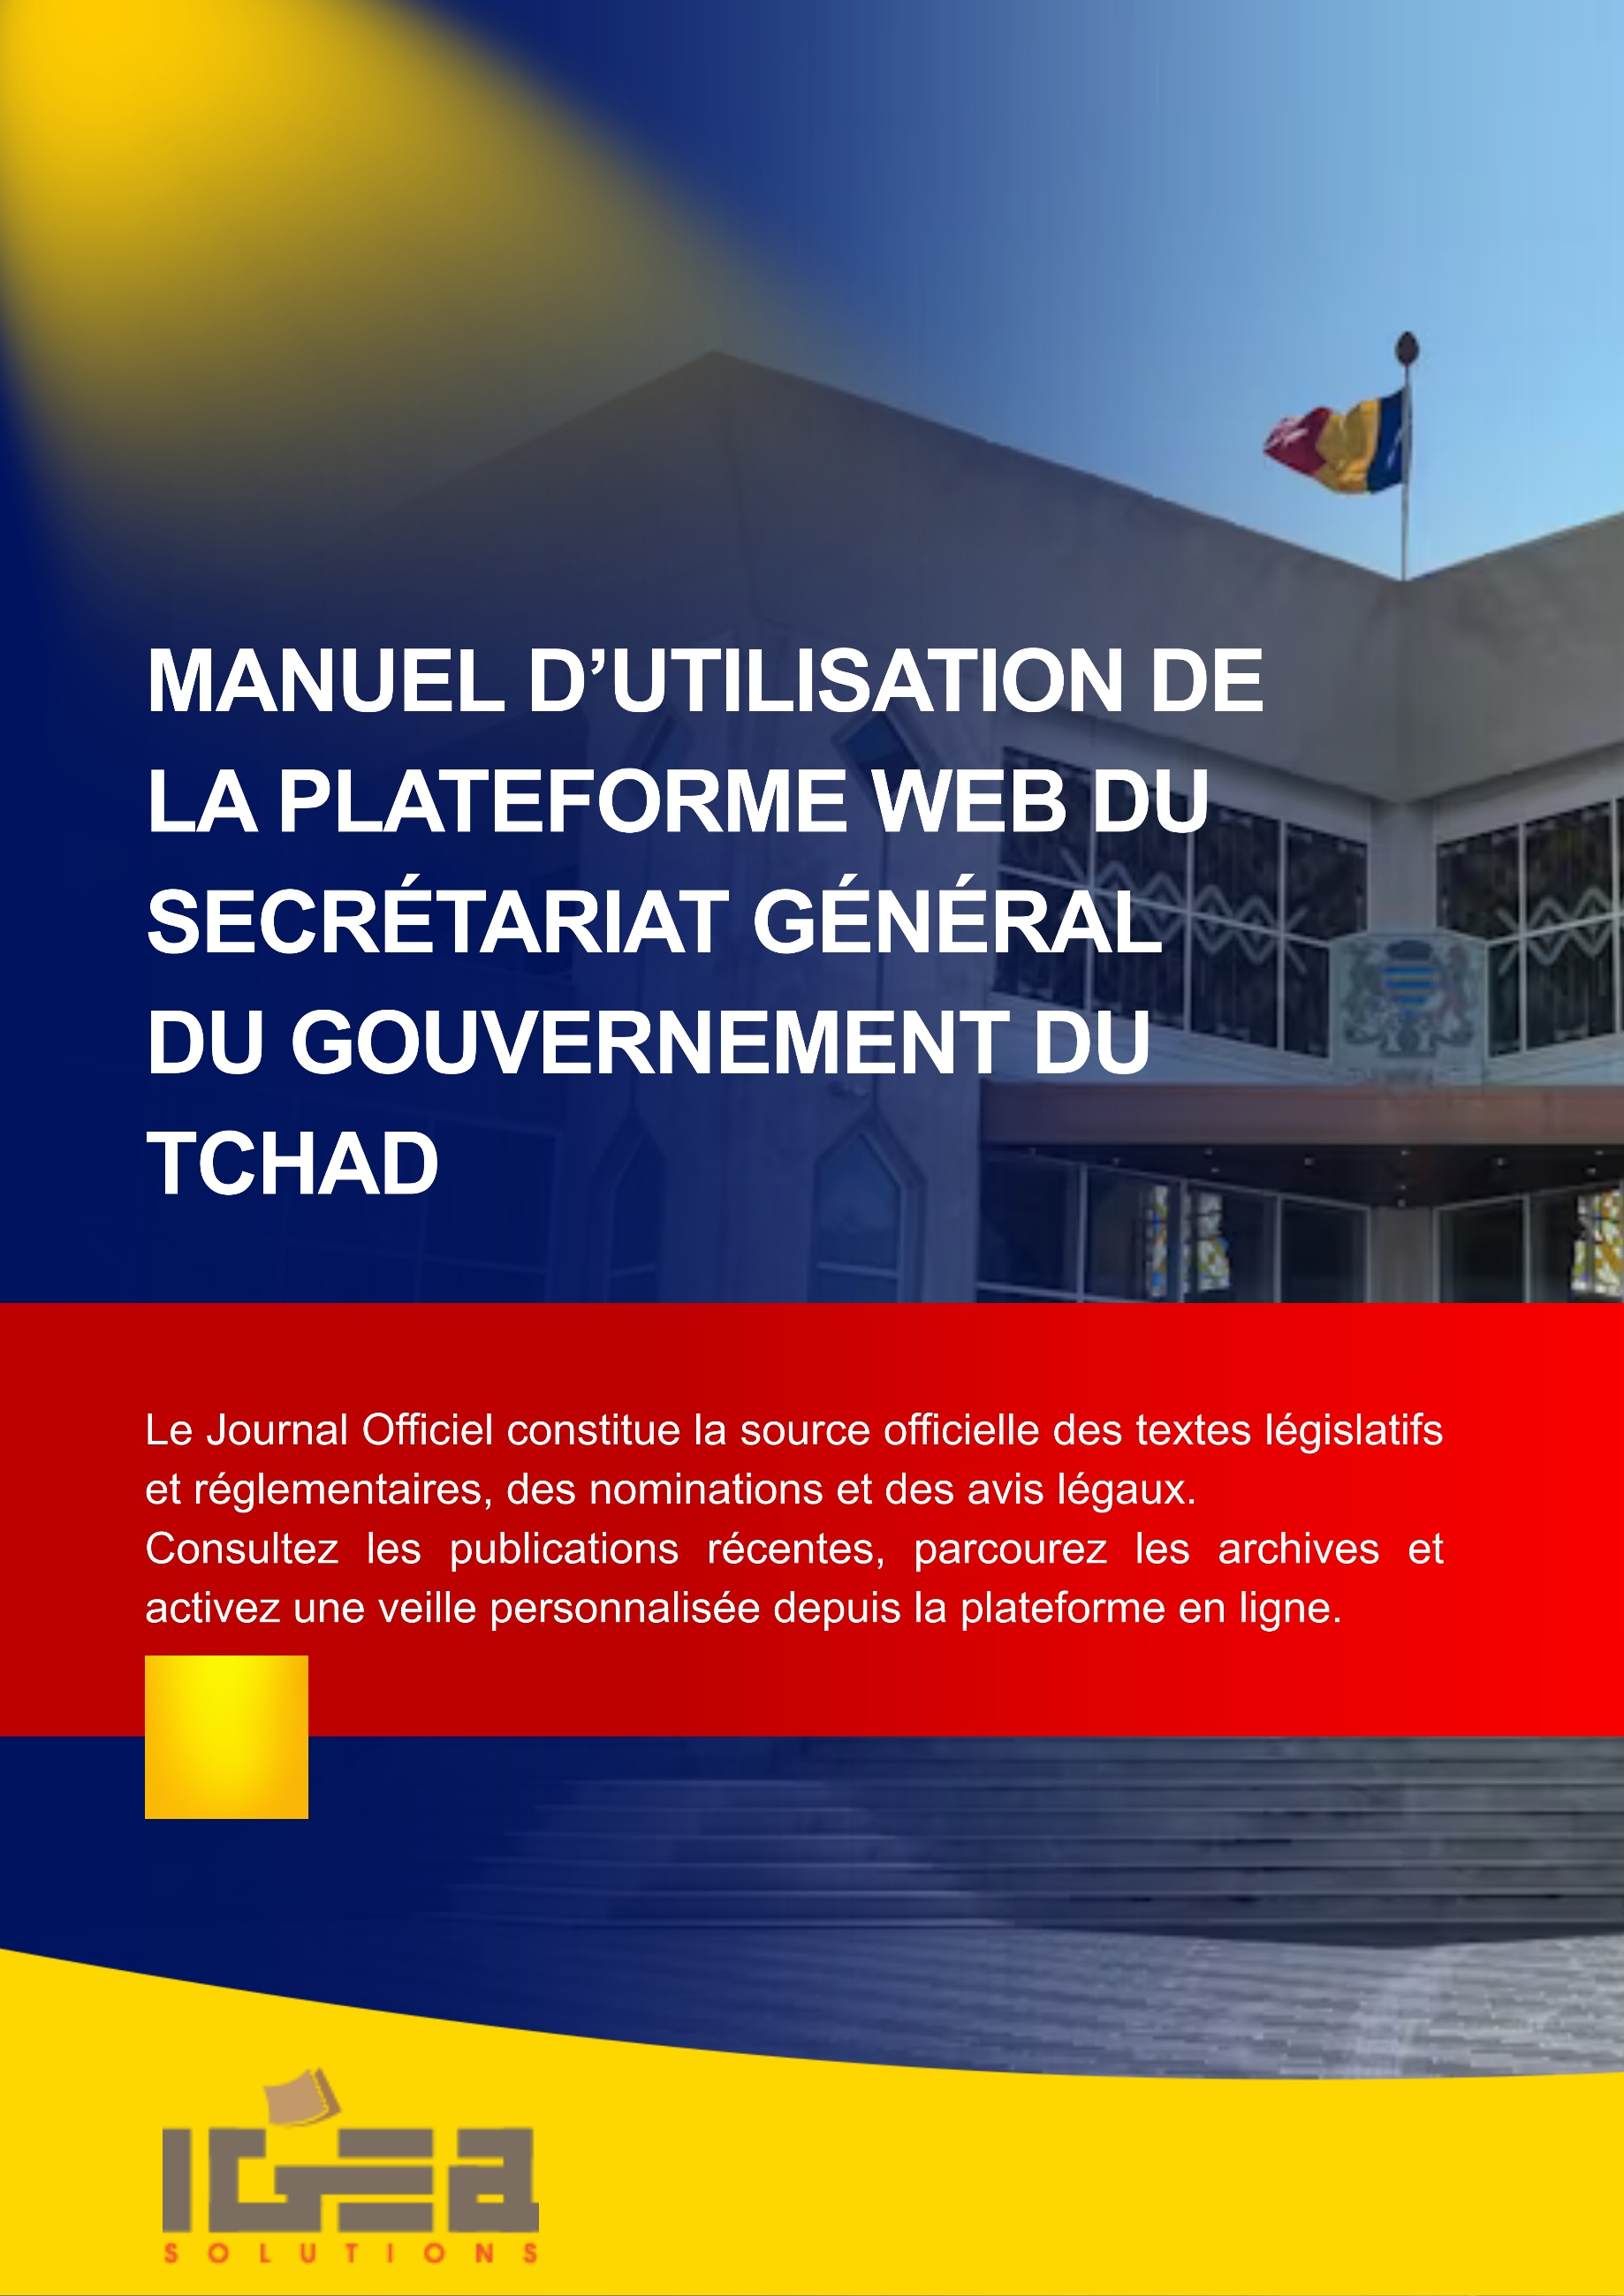 MANUEL D’UTILISATION DE
LA PLATEFORME WEB DU
SECRÉTARIAT GÉNÉRAL
DU GOUVERNEMENT DU
TCHAD
Le Journal Officiel constitue la source officielle des textes législatifs
et réglementaires, des nominations et des avis légaux.
Consultez les publications récentes, parcourez les archives et
activez une veille personnalisée depuis la plateforme en ligne.
IGEA
SOLUTIONS